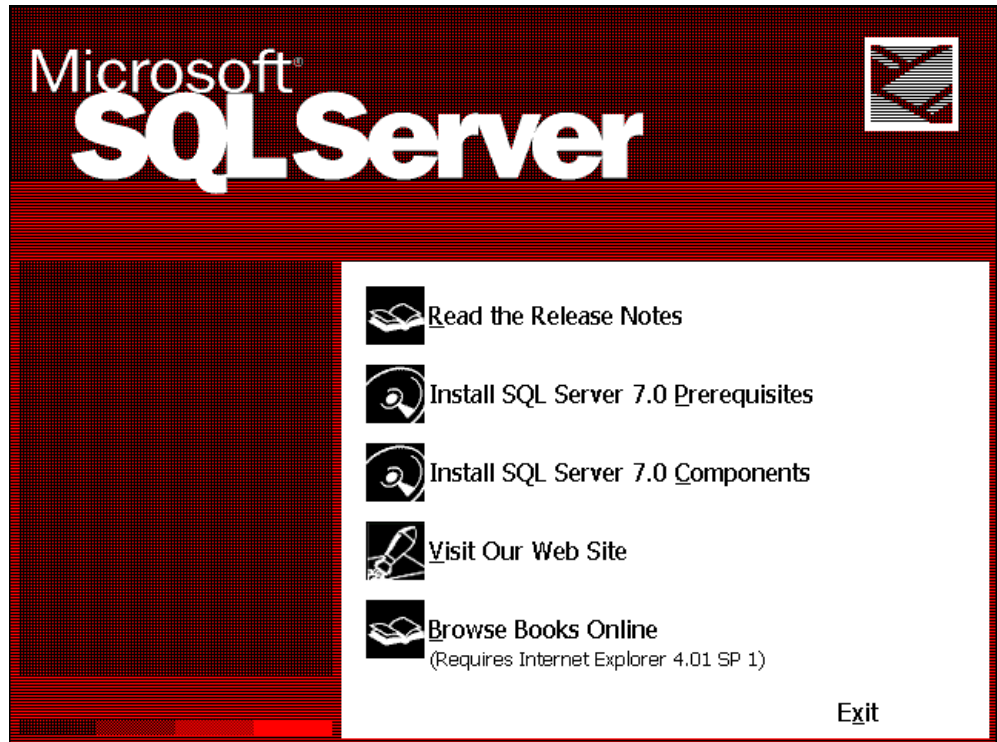 Microsoft®
SQL Server
Read the Release Notes
Install SQL Server 7.0 Prerequisites
Install SQL Server 7.0 Components
Visit Our Web Site
Browse Books Online
(Requires Internet Explorer 4.01 SP 1)
Exit